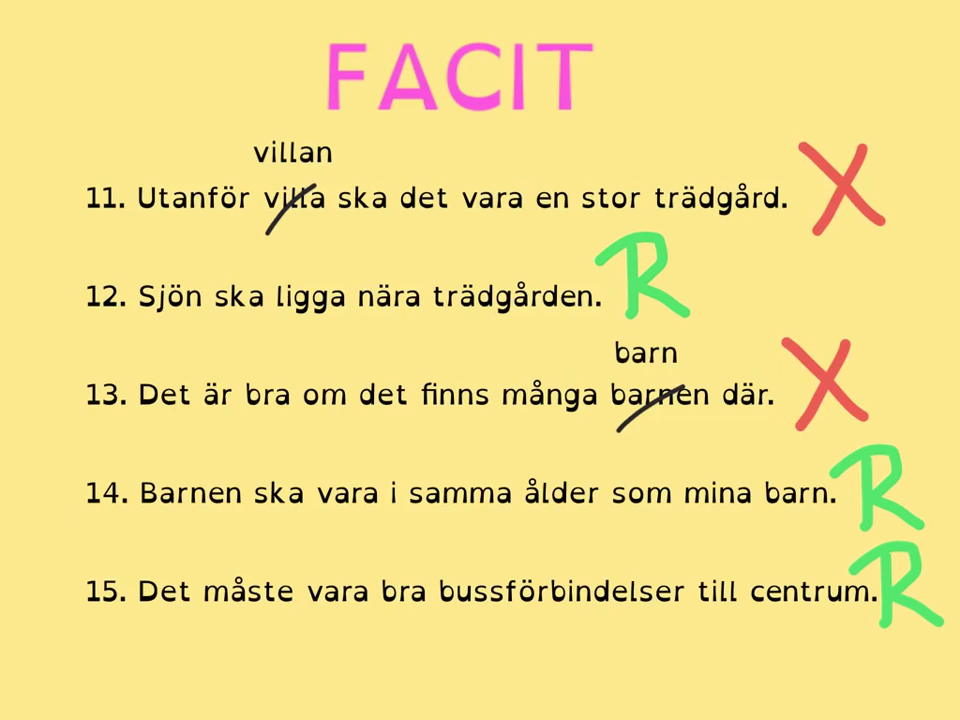 FACIT
villan
11. Utanför villa ska det vara en stor trädgård. X
12. Sjön ska ligga nära trädgården. R
barn
13. Det är bra om det finns många barnen där. X
14. Barnen ska vara i samma ålder som mina barn. R
15. Det måste vara bra bussförbindelser till centrum. R